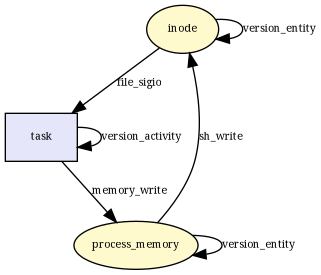 inode
version_entity
file_sigio
task
version_activity
sh_write
memory_write
process_memory
version_entity